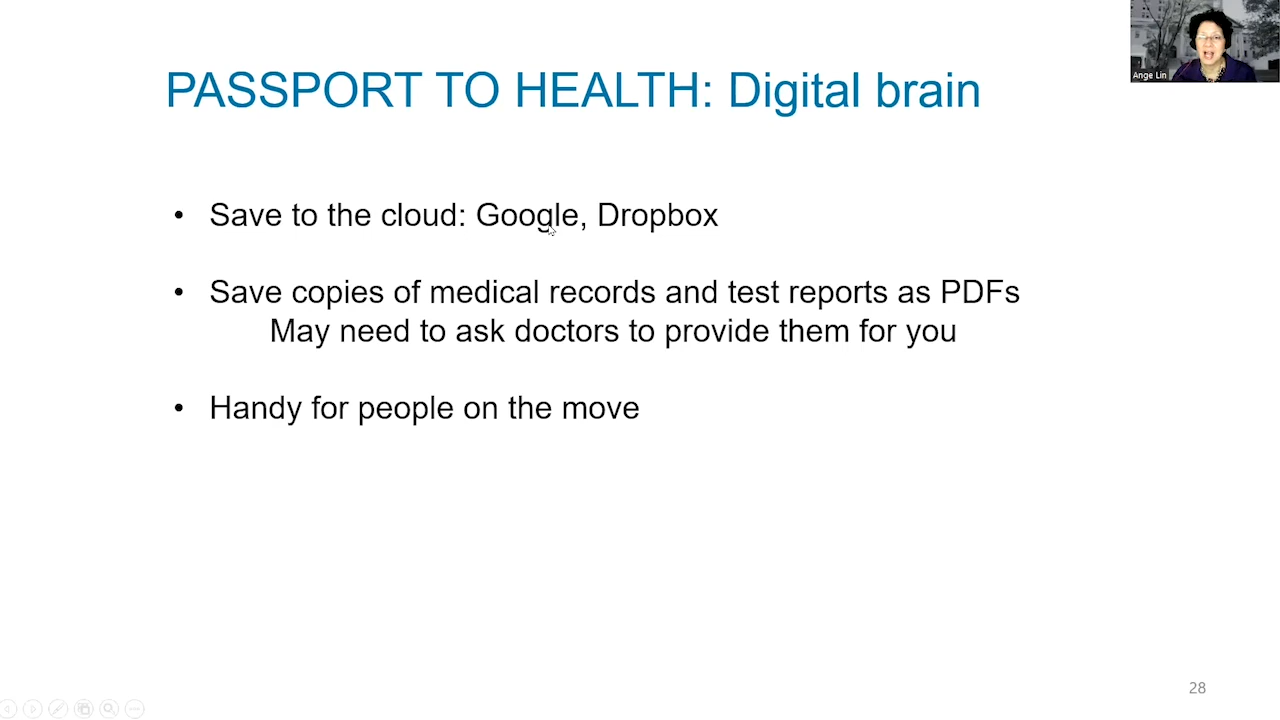 Ange Lin
PASSPORT TO HEALTH: Digital brain
• Save to the cloud: Google, Dropbox
• Save copies of medical records and test reports as PDFs
May need to ask doctors to provide them for you
• Handy for people on the move
28